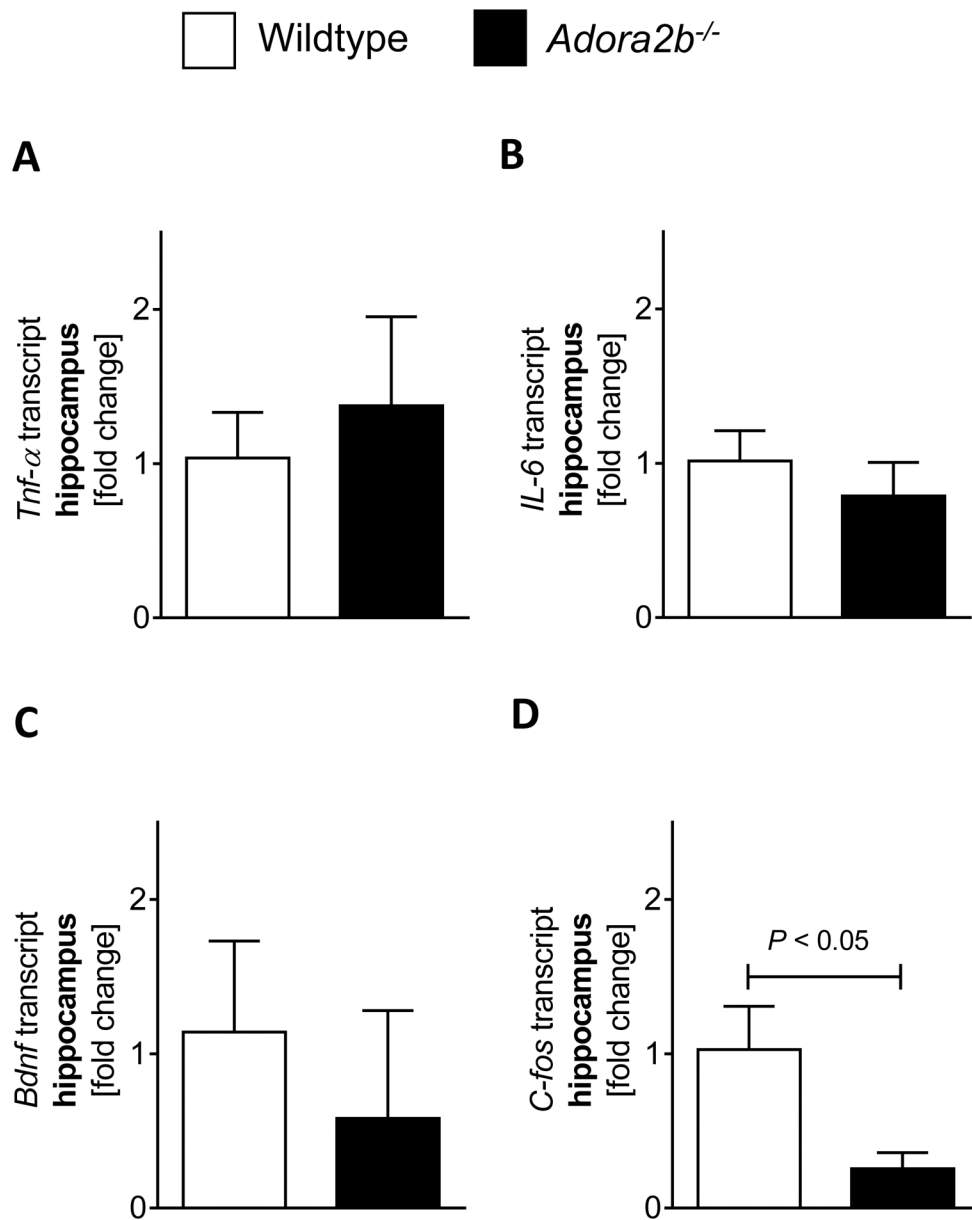 Wildtype
Adora2b-/-
A
Tnf-α transcript
hippocampus
[fold change]
2
1
0
B
IL-6 transcript
hippocampus
[fold change]
2
1
0
C
Bdnf transcript
hippocampus
[fold change]
2
1
0
D
C-fos transcript
hippocampus
[fold change]
2
1
0
P < 0.05